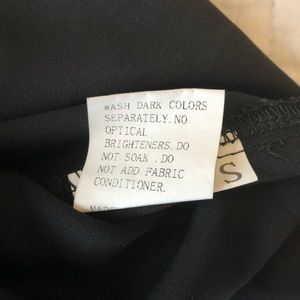 WASH DARK COLORS
SEPARATELY.NO
OPTICAL
BRIGHTENERS.DO
NOT SOAK .DO
NOT ADD FABRIC
CONDITIONER.
S